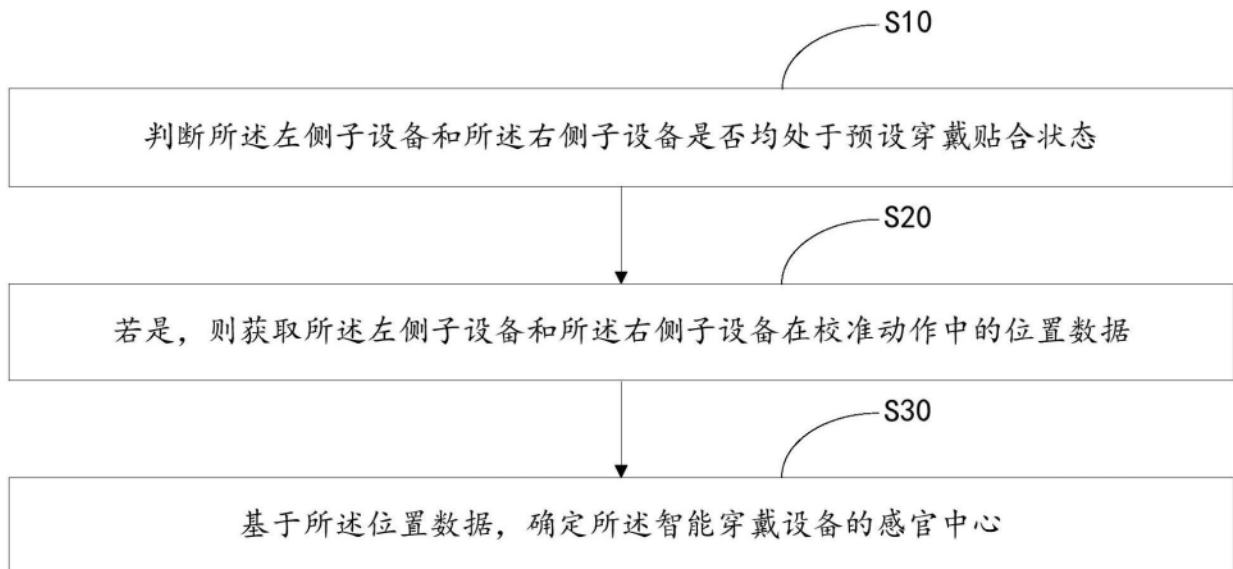 S10
判断所述左侧子设备和所述右侧子设备是否均处于预设穿戴贴合状态
S20
若是，则获取所述左侧子设备和所述右侧子设备在校准动作中的位置数据
S30
基于所述位置数据，确定所述智能穿戴设备的感官中心